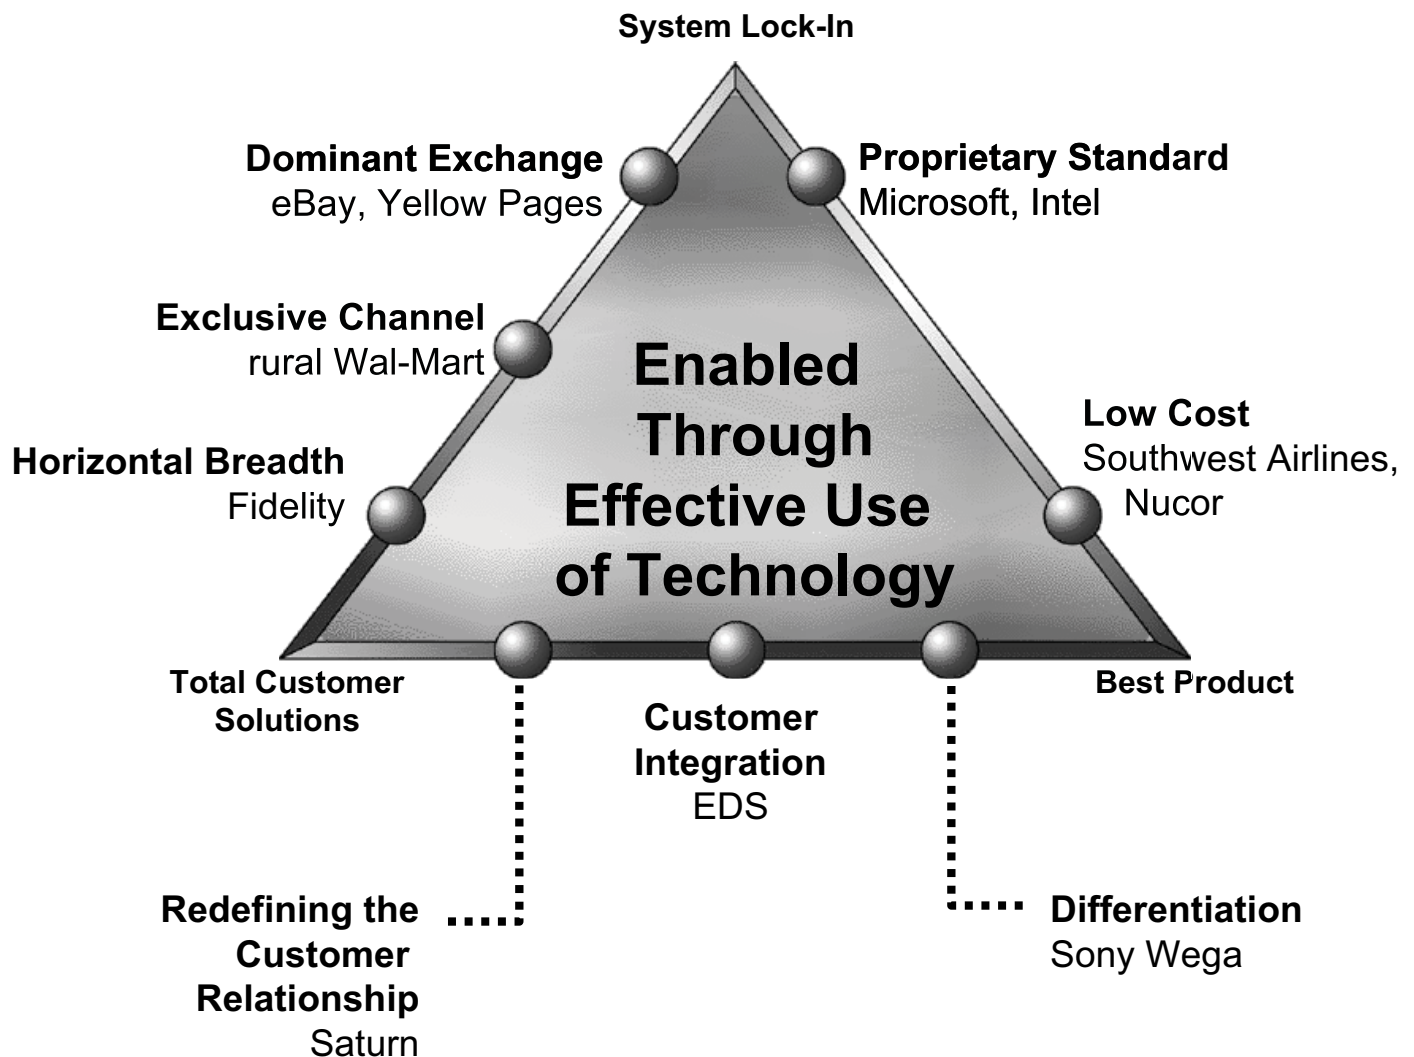 System Lock-In
Dominant Exchange
eBay, Yellow Pages
Proprietary Standard
Microsoft, Intel
Exclusive Channel
rural Wal-Mart
Enabled
Through
Effective Use
of Technology
Low Cost
Southwest Airlines,
Nucor
Horizontal Breadth
Fidelity
Total Customer
Solutions
Best Product
Customer
Integration
EDS
Redefining the
Customer
Relationship
Saturn
Differentiation
Sony Wega